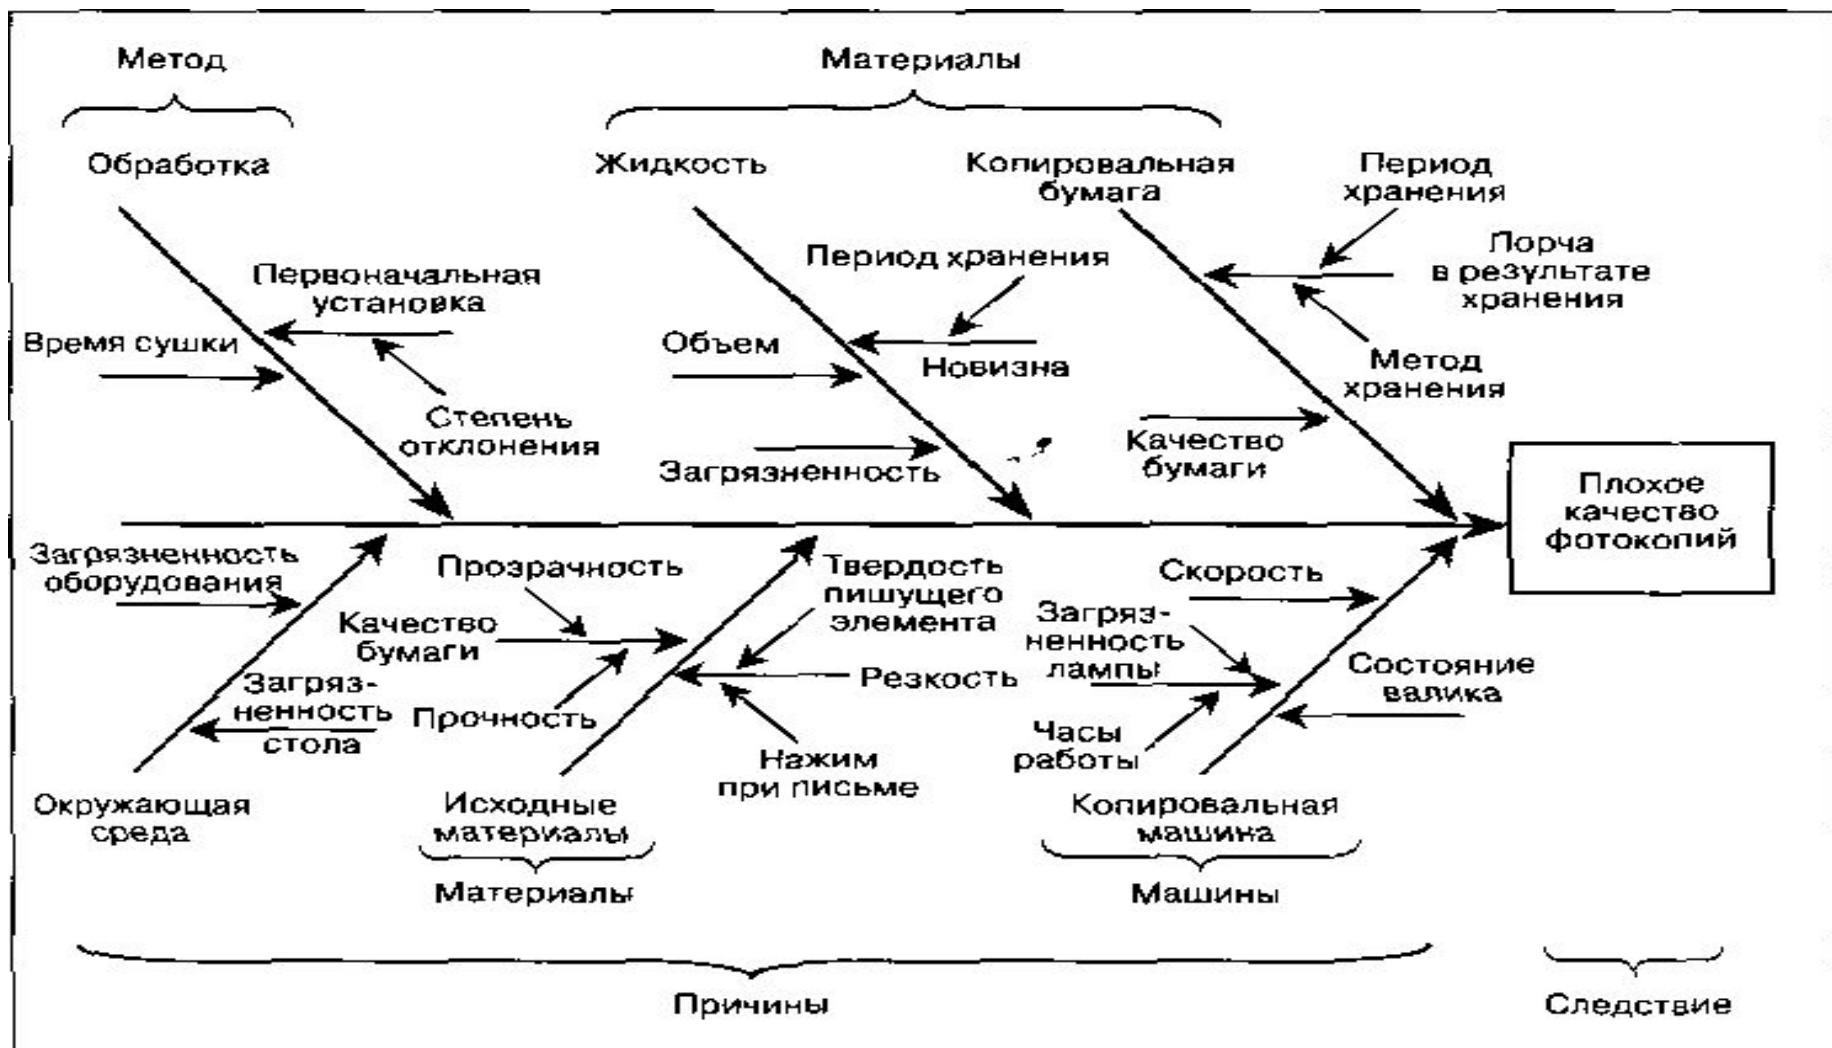 Метод
Материалы
Обработка
Жидкость
Копировальная
бумага
Период
хранения
Первоначальная
установка
Период хранения
Лорча
в результате
хранения
Время сушки
Объем
Новизна
Метод
хранения
Степень
отклонения
Загрязненность
Качество
бумаги
Плохое
качество
фотокопий
Загрязненность
оборудования
Прозрачность
Твердость
пишущего
элемента
Скорость
Качество
бумаги
Загряз-
ненность
лампы
Загряз-
ненность
стола
Прочность
Резкость
Состояние
валика
Нажим
при письме
Часы
работы
Окружающая
среда
Исходные
материалы
Копировальная
машина
Материалы
Машины
Причины
Следствие